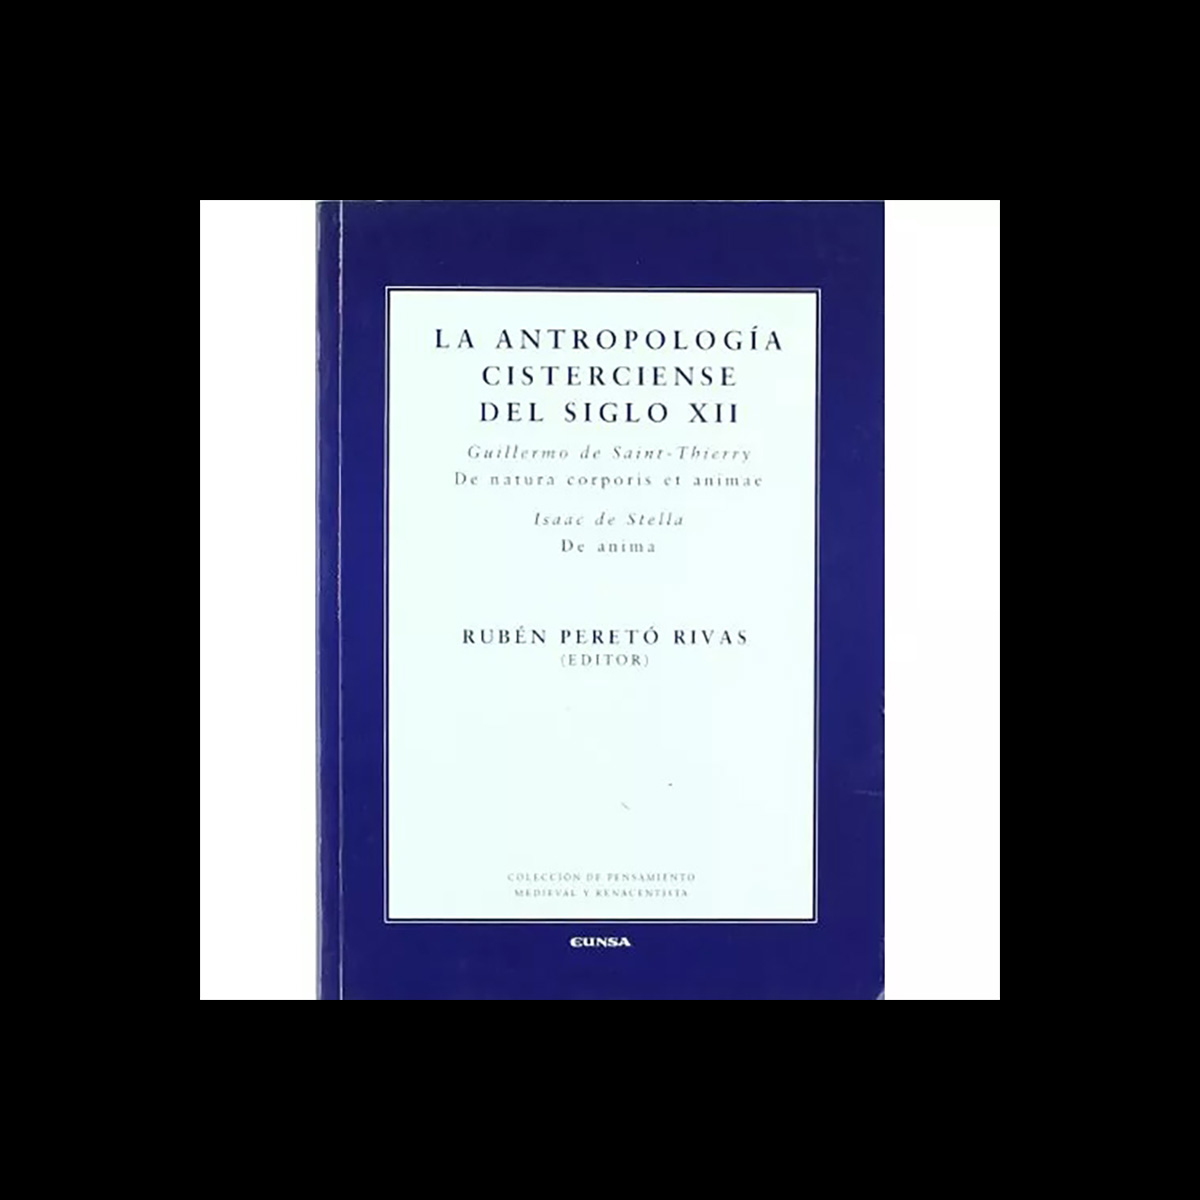 LA ANTROPOLOGÍA
CISTERCIENSE
DEL SIGLO XII
Guillermo de Saint-Thierry
De natura corporis et animae
Isaac de Stella
De anima
RUBÉN PERETÓ RIVAS
(EDITOR)
COLECCIÓN DE PENSAMIENTO
MEDIEVAL Y RENACENTISTA
EUNSA